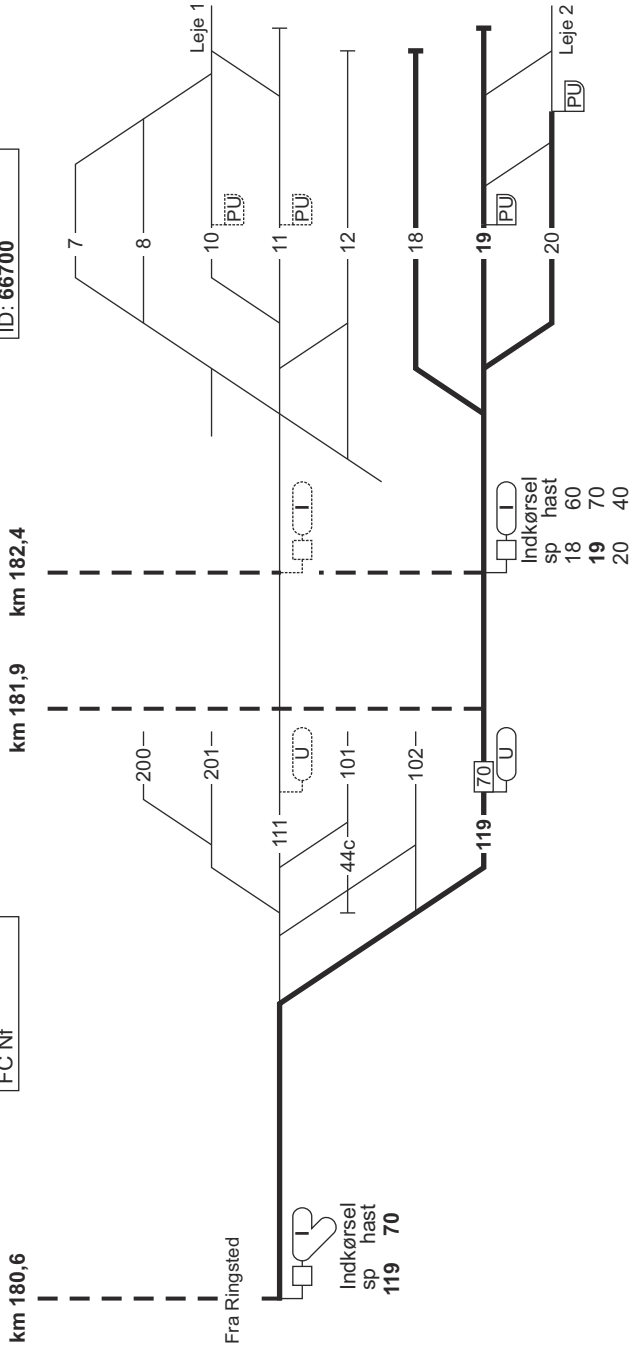 FC Nf
ID: 66700
km 180,6
km 181,9
km 182,4
7
200
8
Leje 1
201
10
PU
Fra Ringsted
111
11
I
U
I
PU
Indkørsel
sp hast
119 70
101
44c
12
102
18
119
70
U
19
PU
I
Indkørsel
sp hast
18 60
19 70
20 40
20
Leje 2
PU